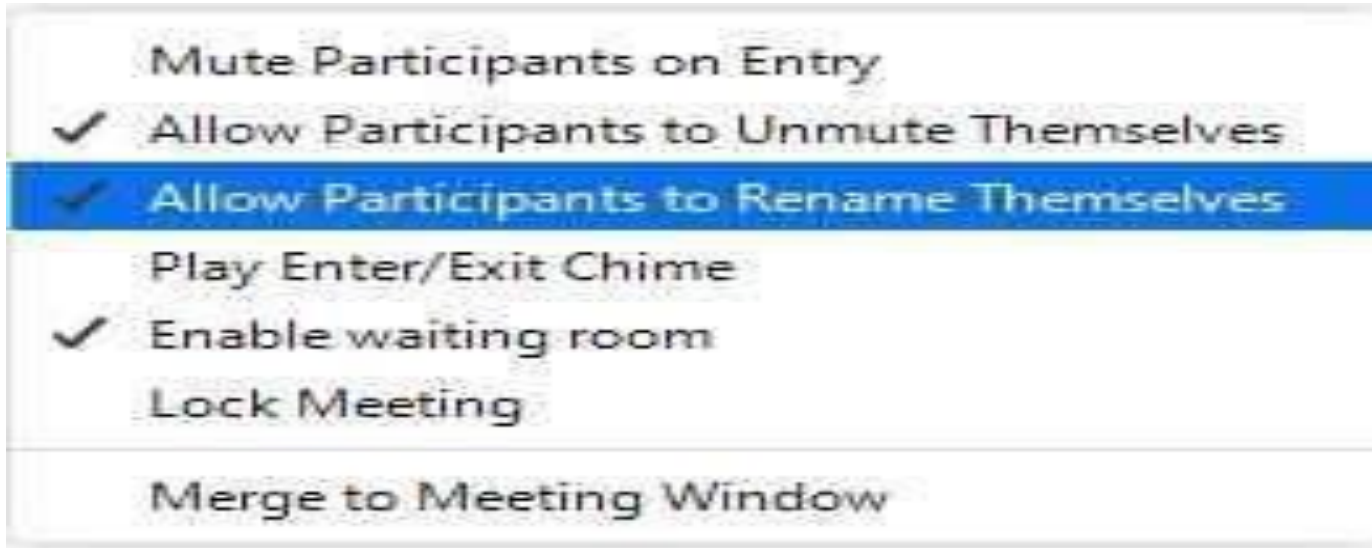 Mute Participants on Entry
Allow Participants to Unmute Themselves
Allow Participants to Rename Themselves
Play Enter/Exit Chime
Enable waiting room
Lock Meeting
Merge to Meeting Window